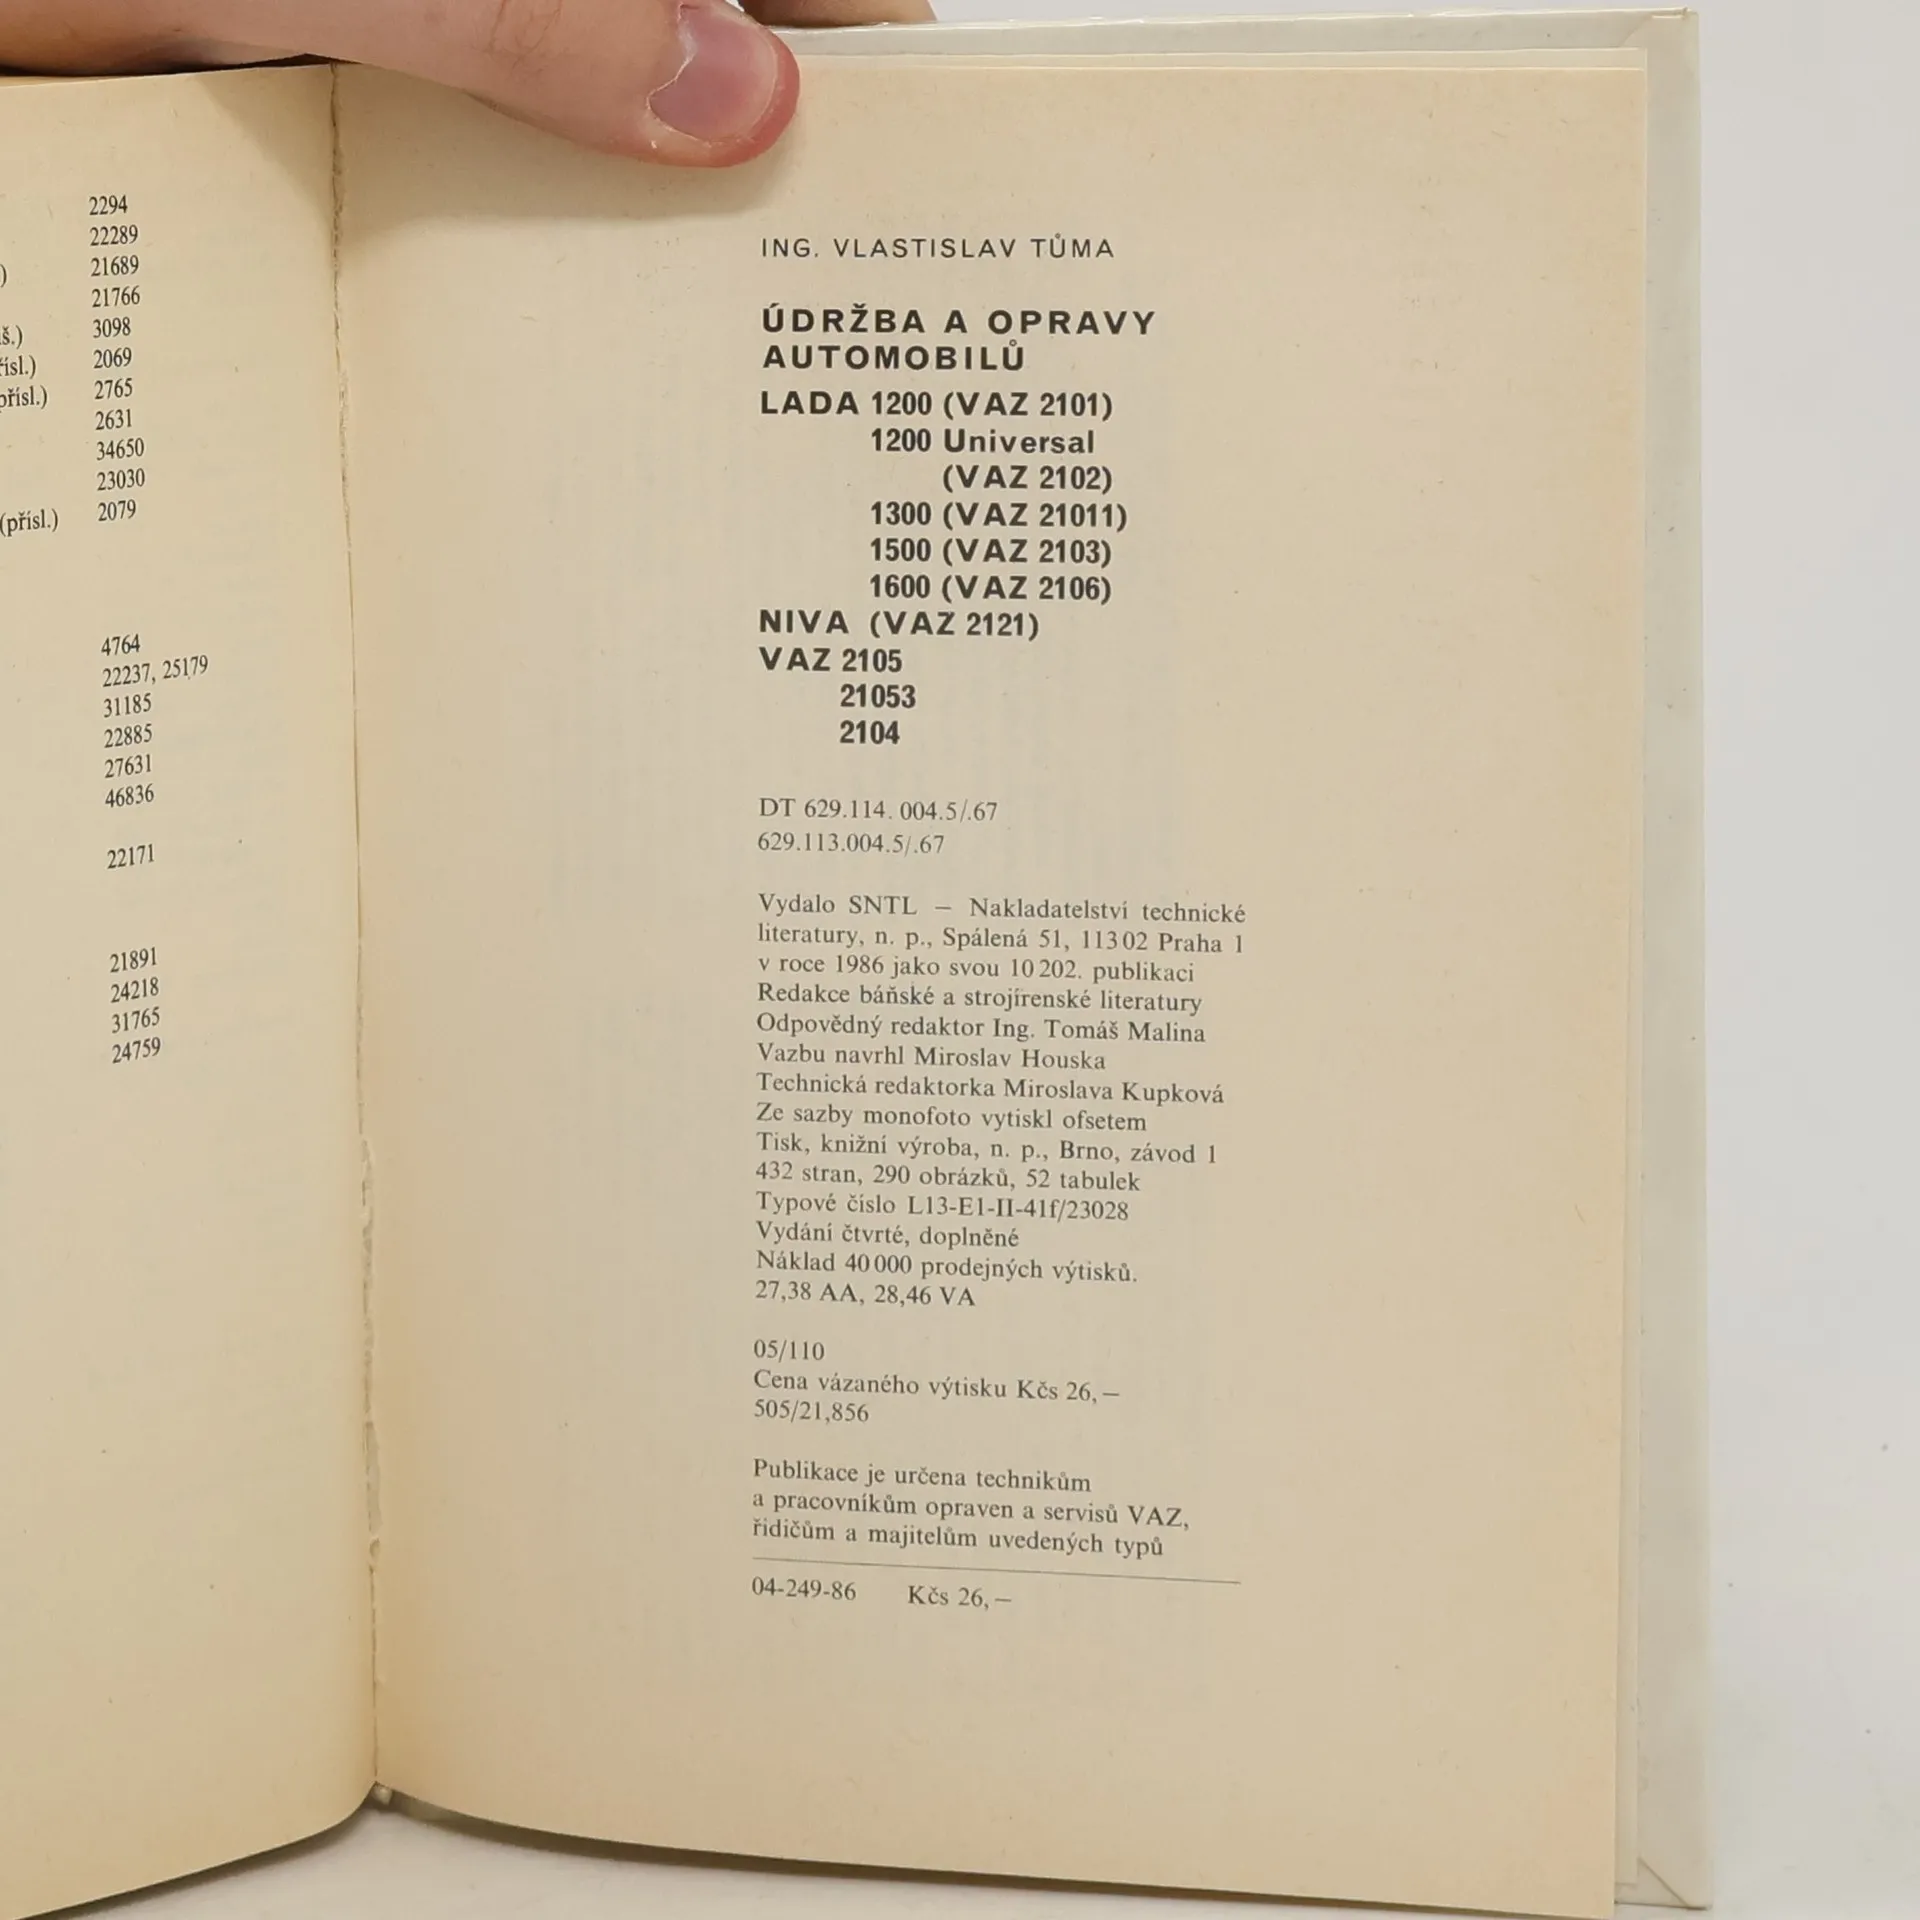 2294
22289
)
21689
21766
š.)
3098
řísl.)
2069
přísl.)
2765
2631
34650
23030
(přísl.)
2079
4764
22237, 25179
31185
22885
27631
46836
22171
21891
24218
31765
24759
ING. VLASTISLAV TŮMA
ÚDRŽBA A OPRAVY
AUTOMOBILŮ
LADA 1200 (VAZ 2101)
1200 Universal
(VAZ 2102)
1300 (VAZ 21011)
1500 (VAZ 2103)
1600 (VAZ 2106)
NIVA (VAZ 2121)
VAZ 2105
21053
2104
DT 629.114. 004.5/.67
629.113.004.5/.67
Vydalo SNTL — Nakladatelství technické
literatury, n. p., Spálená 51, 113 02 Praha 1
v roce 1986 jako svou 10 202. publikaci
Redakce báňské a strojírenské literatury
Odpovědný redaktor Ing. Tomáš Malina
Vazbu navrhl Miroslav Houska
Technická redaktorka Miroslava Kupková
Ze sazby monofoto vytiskl ofsetem
Tisk, knižní výroba, n. p., Brno, závod 1
432 stran, 290 obrázků, 52 tabulek
Typové číslo L13-E1-II-41f/23028
Vydání čtvrté, doplněné
Náklad 40 000 prodejných výtisků.
27,38 AA, 28,46 VA
05/110
Cena vázaného výtisku Kčs 26,—
505/21,856
Publikace je určena technikům
a pracovníkům opraven a servisů VAZ,
řidičům a majitelům uvedených typů
04-249-86 Kčs 26,—